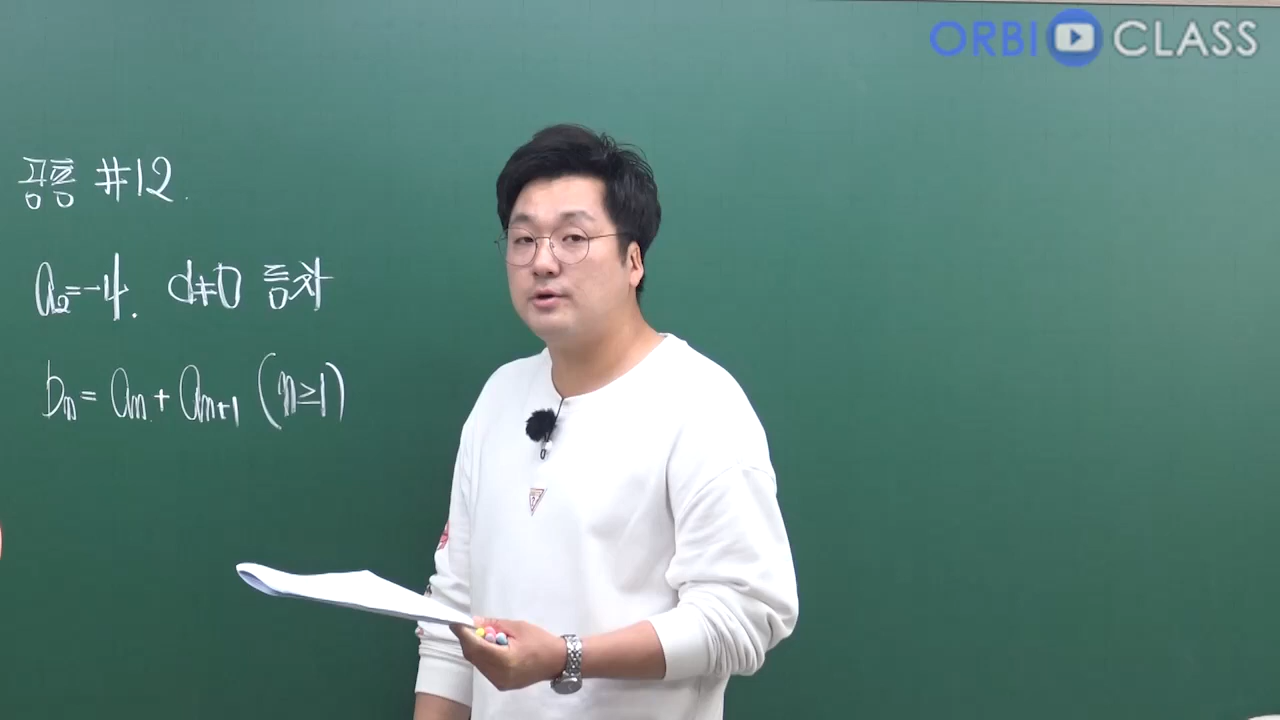 ORBI CLASS
공통 #12.
a₂=-4. d≠0 등차
bₙ= aₙ + aₙ₊₁ (n≥1)